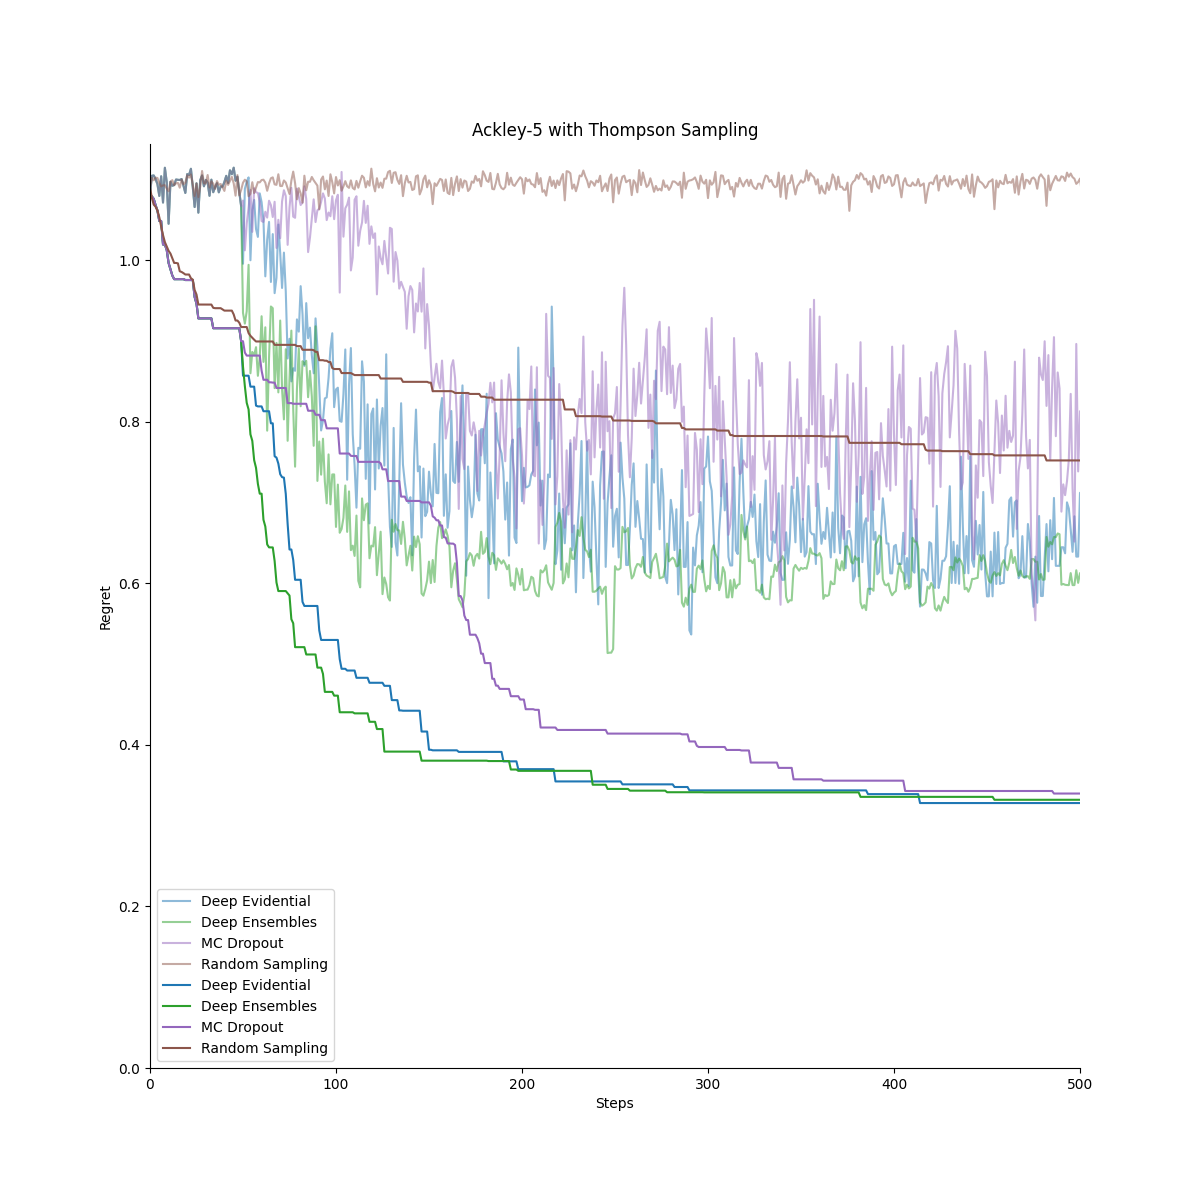 Ackley-5 with Thompson Sampling
Regret
1.0
0.8
0.6
0.4
0.2
0.0
Deep Evidential
Deep Ensembles
MC Dropout
Random Sampling
Deep Evidential
Deep Ensembles
MC Dropout
Random Sampling
0 100 200 300 400 500
Steps